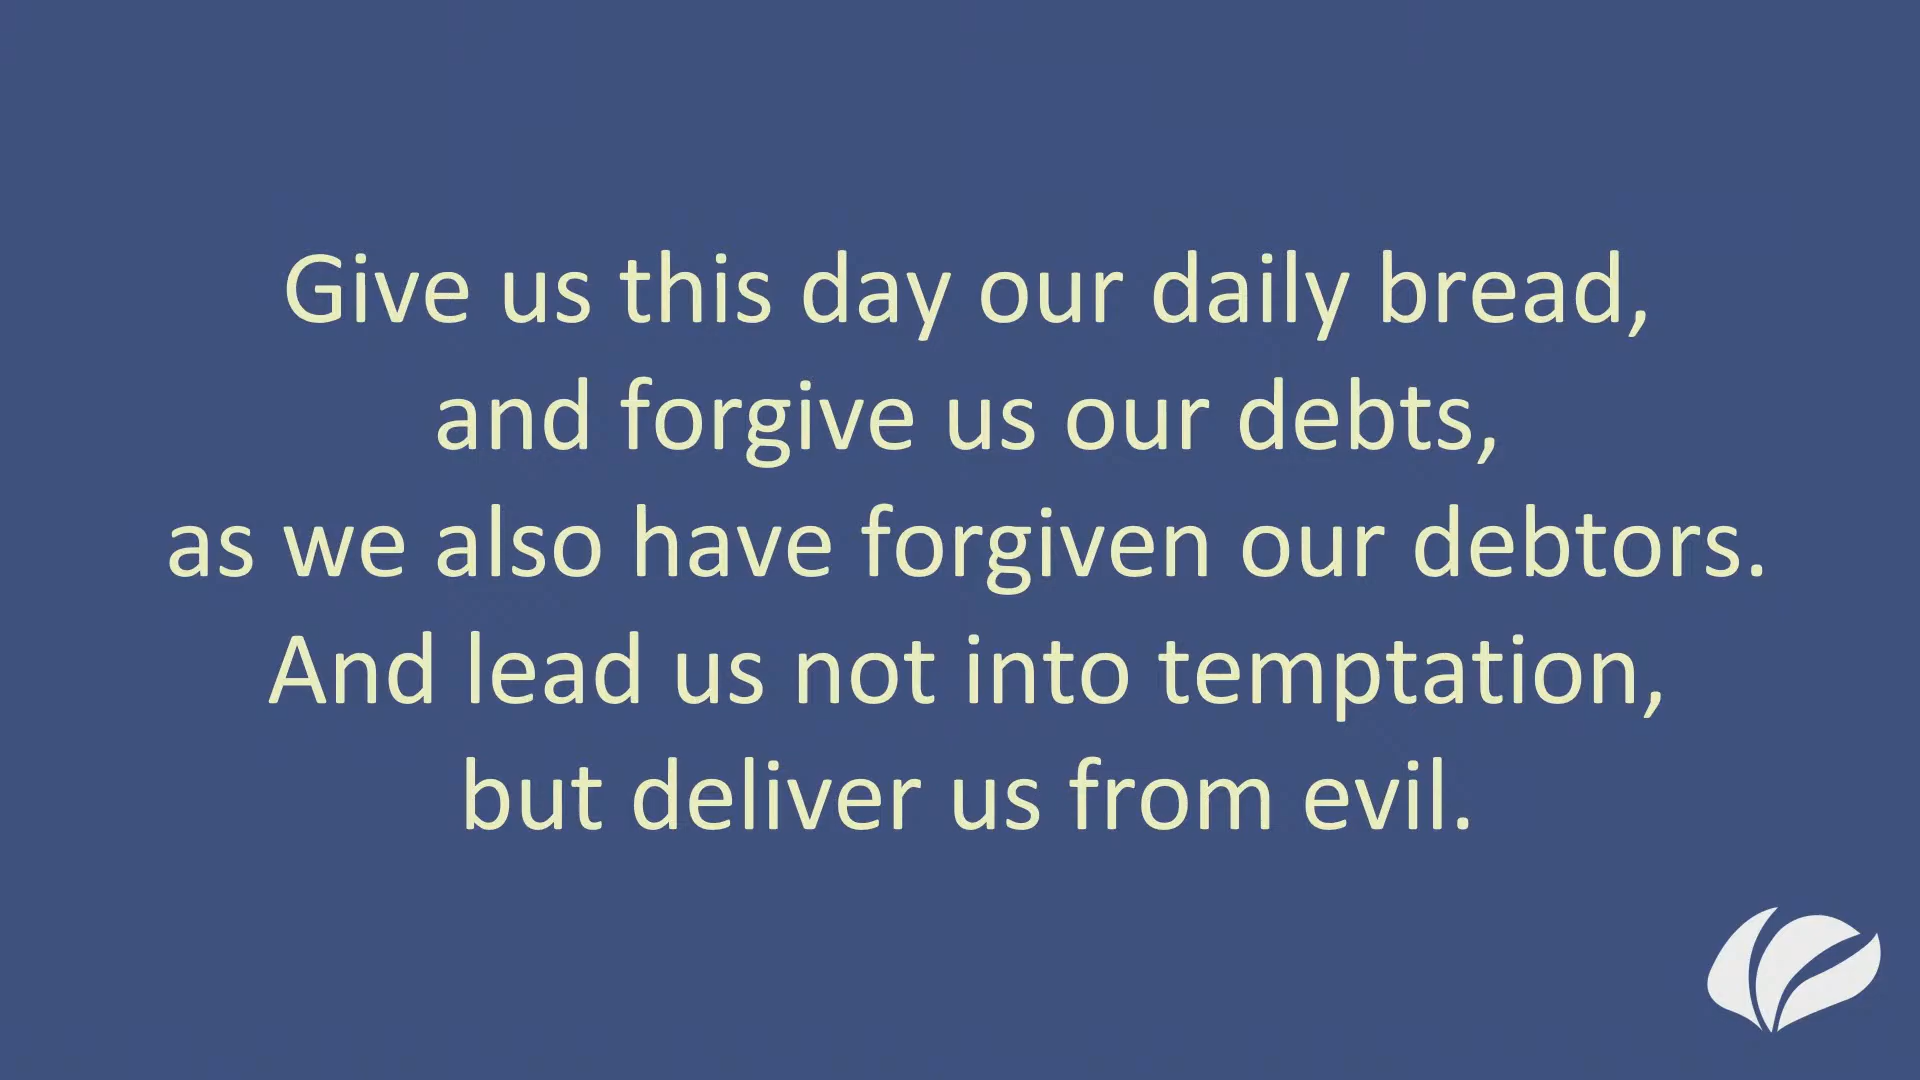 Give us this day our daily bread,
and forgive us our debts,
as we also have forgiven our debtors.
And lead us not into temptation,
but deliver us from evil.